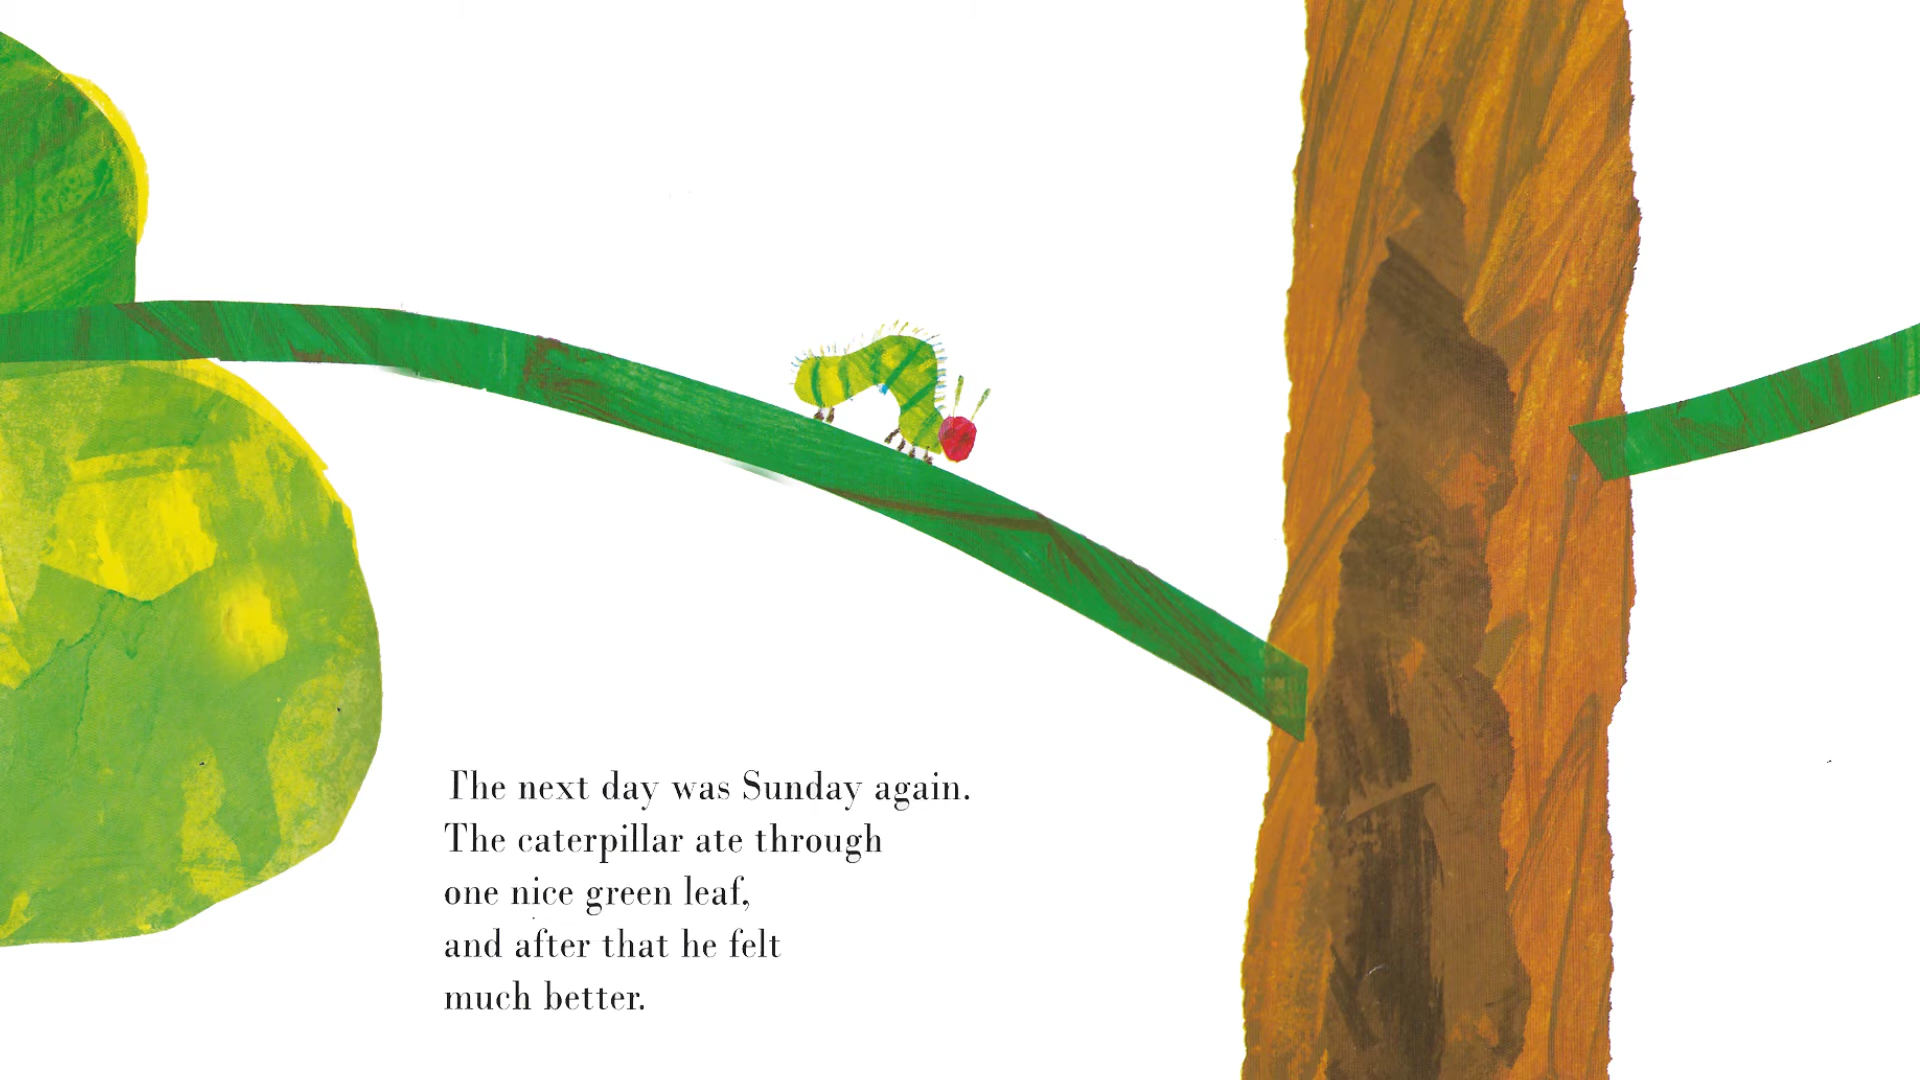 The next day was Sunday again.
The caterpillar ate through
one nice green leaf,
and after that he felt
much better.